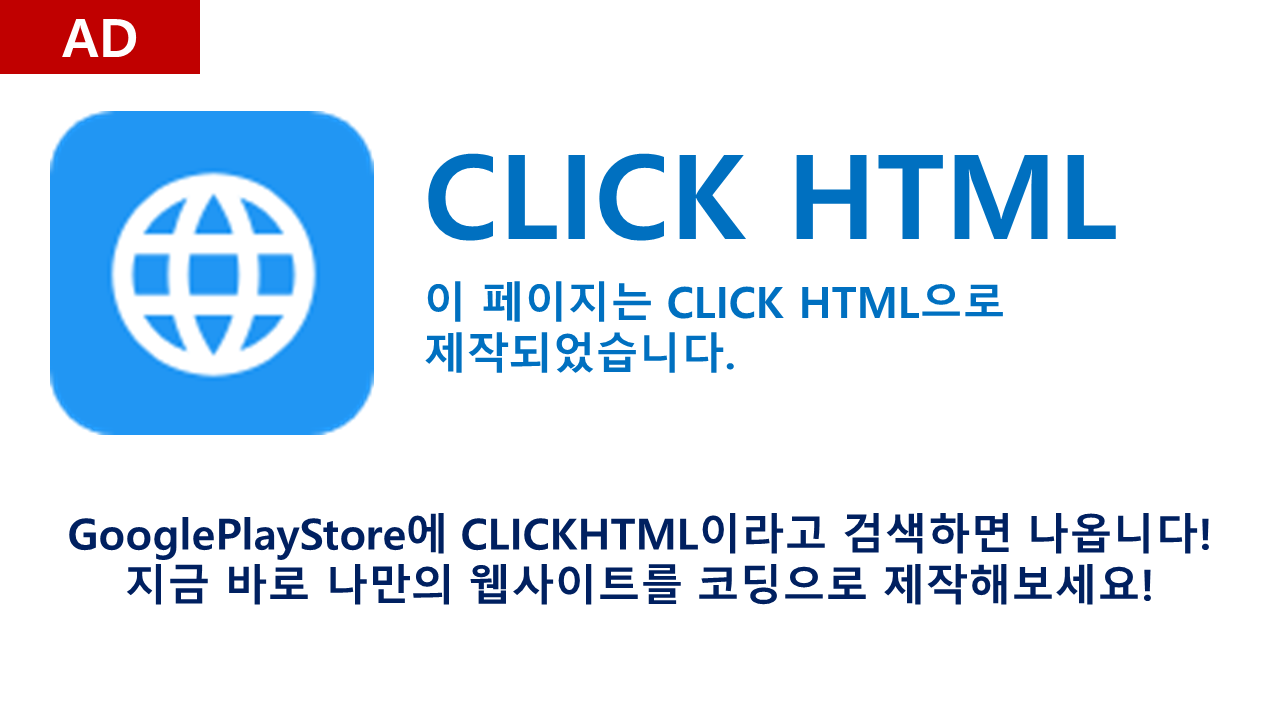 AD
CLICK HTML
이 페이지는 CLICK HTML으로
제작되었습니다.
GooglePlayStore에 CLICKHTML이라고 검색하면 나옵니다!
지금 바로 나만의 웹사이트를 코딩으로 제작해보세요!